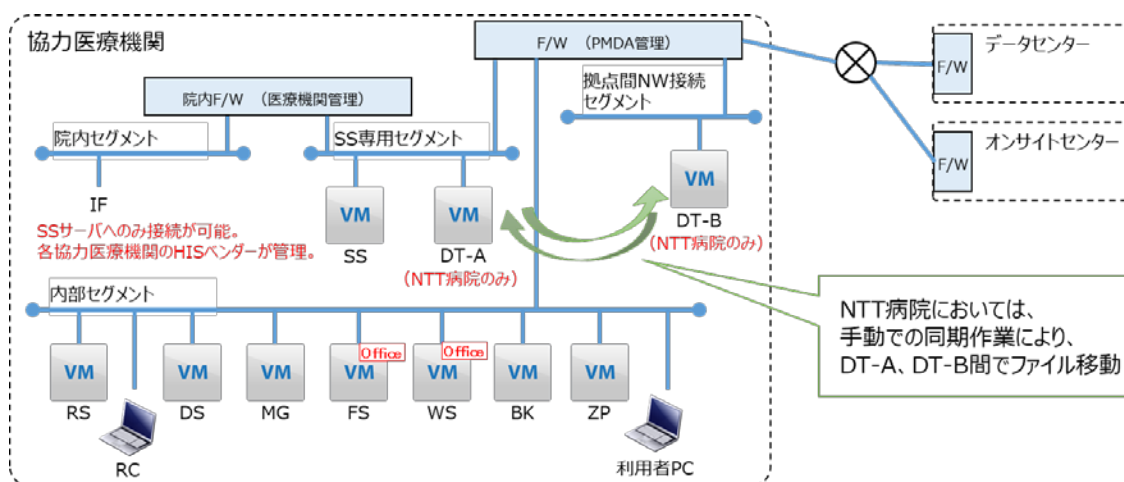 協力医療機関
F/W （PMDA管理）
データセンター
F/W
院内F/W （医療機関管理）
拠点間NW接続
セグメント
院内セグメント
SS専用セグメント
オンサイトセンター
F/W
IF
VM
VM
VM
SSサーバへのみ接続が可能。
各協力医療機関のHISベンダーが管理。
SS
DT-A
（NTT病院のみ）
DT-B
（NTT病院のみ）
内部セグメント
NTT病院においては、
手動での同期作業により、
DT-A、DT-B間でファイル移動
Office
Office
VM
VM
VM
VM
VM
VM
VM
RS
DS
MG
FS
WS
BK
ZP
RC
利用者PC